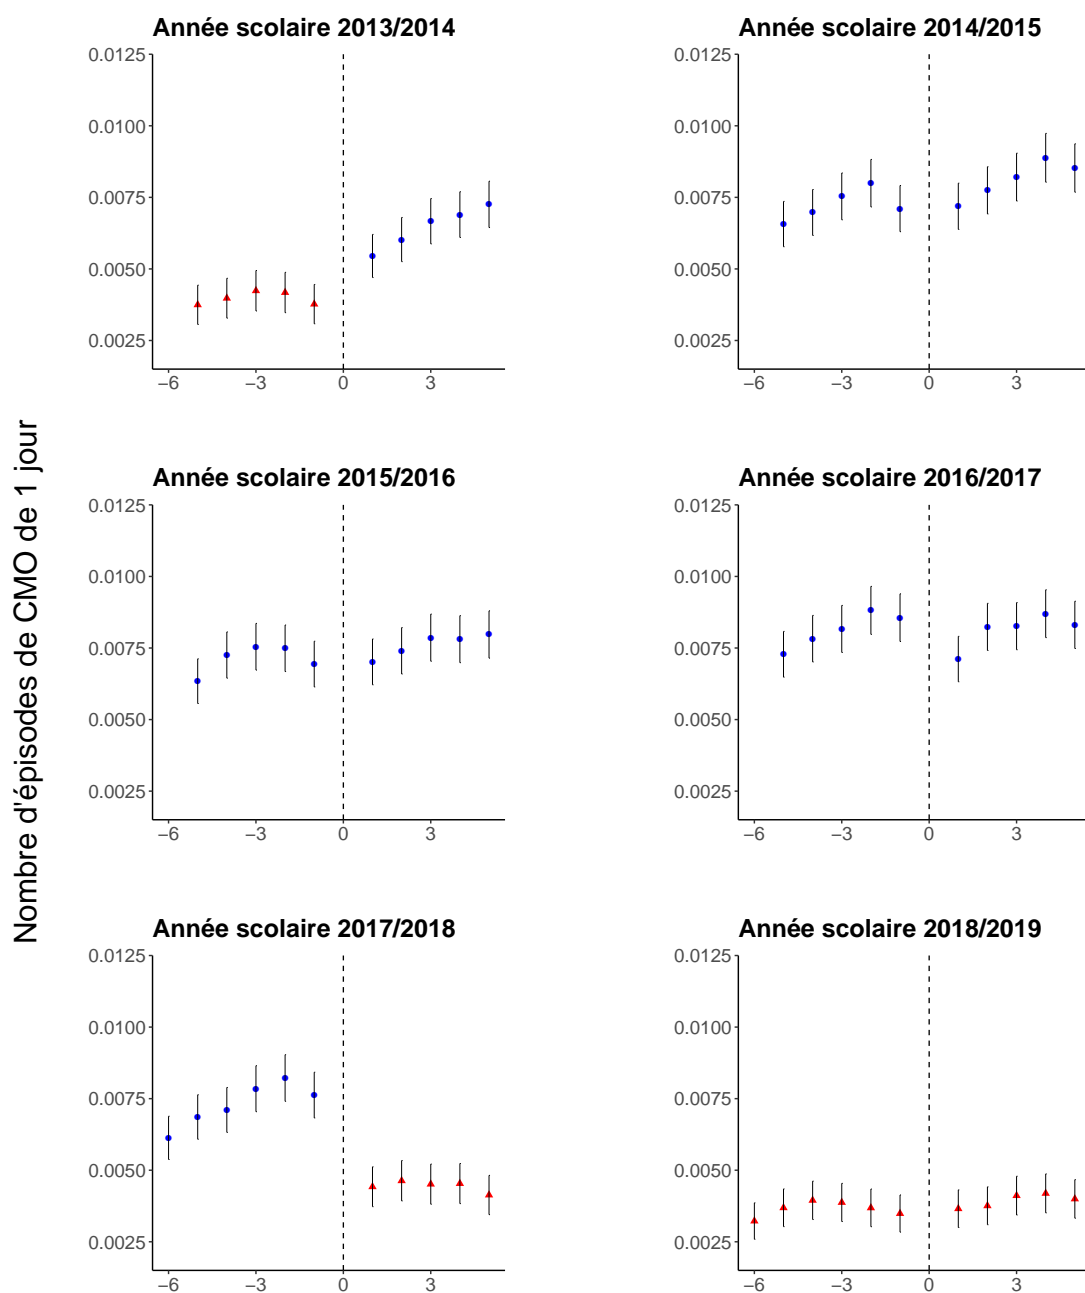 Nombre d'épisodes de CMO de 1 jour
Année scolaire 2013/2014
0.0125
0.0100
0.0075
0.0050
0.0025
−6 −3 0 3
Année scolaire 2014/2015
0.0125
0.0100
0.0075
0.0050
0.0025
−6 −3 0 3
Année scolaire 2015/2016
0.0125
0.0100
0.0075
0.0050
0.0025
−6 −3 0 3
Année scolaire 2016/2017
0.0125
0.0100
0.0075
0.0050
0.0025
−6 −3 0 3
Année scolaire 2017/2018
0.0125
0.0100
0.0075
0.0050
0.0025
−6 −3 0 3
Année scolaire 2018/2019
0.0125
0.0100
0.0075
0.0050
0.0025
−6 −3 0 3